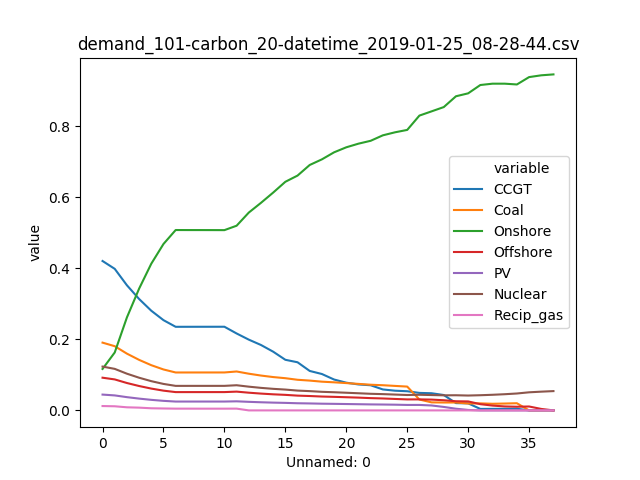 demand_101-carbon_20-datetime_2019-01-25_08-28-44.csv
value
0.8
0.6
0.4
0.2
0.0
variable
CCGT
Coal
Onshore
Offshore
PV
Nuclear
Recip_gas
0 5 10 15 20 25 30 35
Unnamed: 0